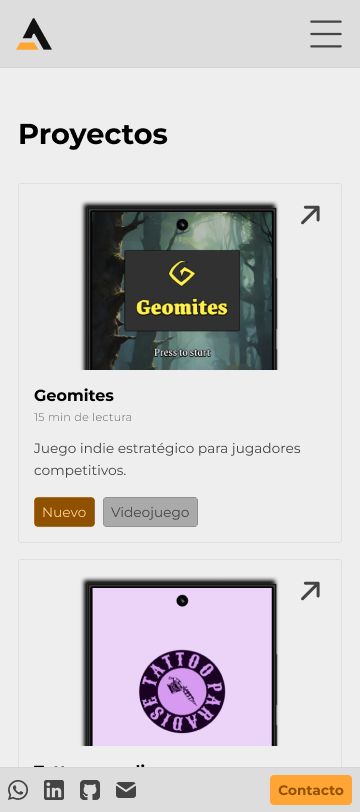 Proyectos
Geomites
Press to start
Geomites
15 min de lectura
Juego indie estratégico para jugadores
competitivos.
Nuevo
Videojuego
TATTOO PARADISE
Contacto